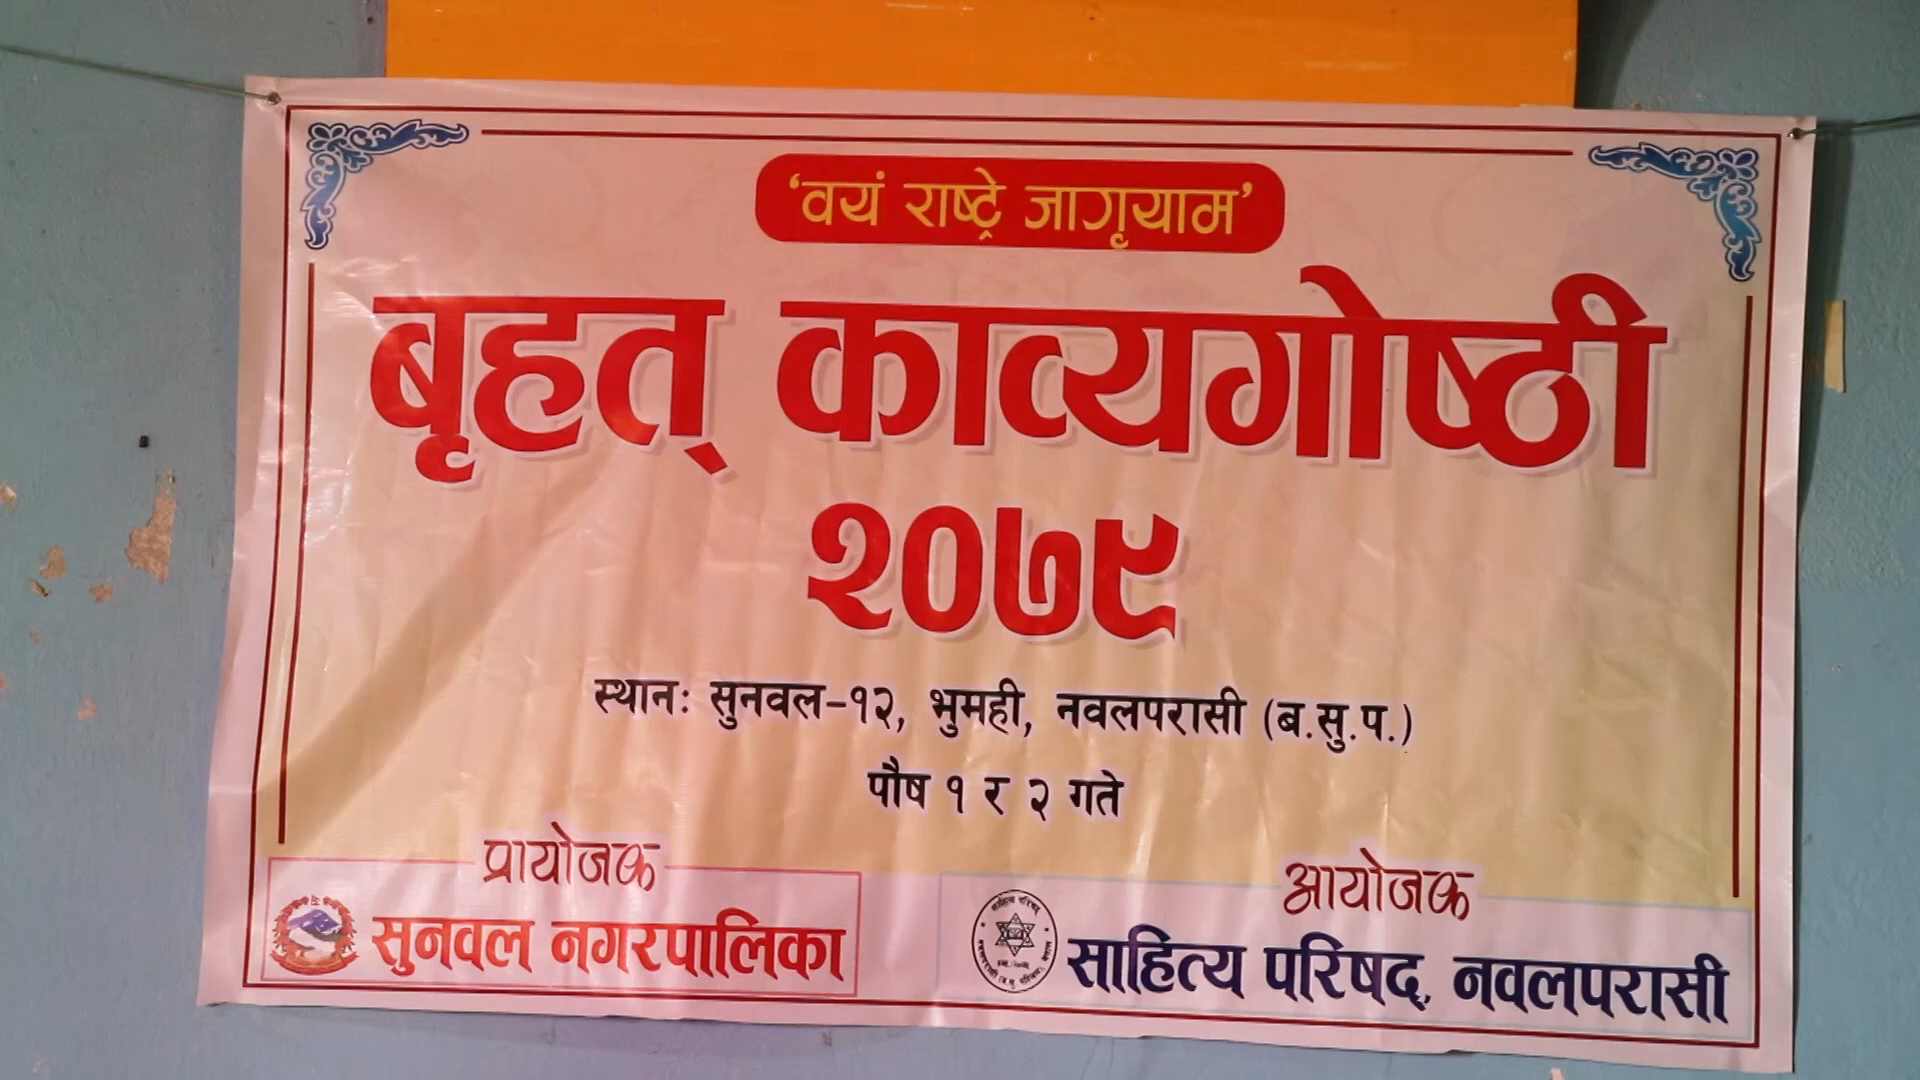 ‘वयं राष्ट्रे जागृयाम’
बृहत् काव्यगोष्ठी
२०७९
स्थानः सुनवल-१२, भुमही, नवलपरासी (ब.सु.प.)
पौष १ र २ गते
प्रायोजक
सुनवल नगरपालिका
आयोजक
साहित्य परिषद्, नवलपरासी